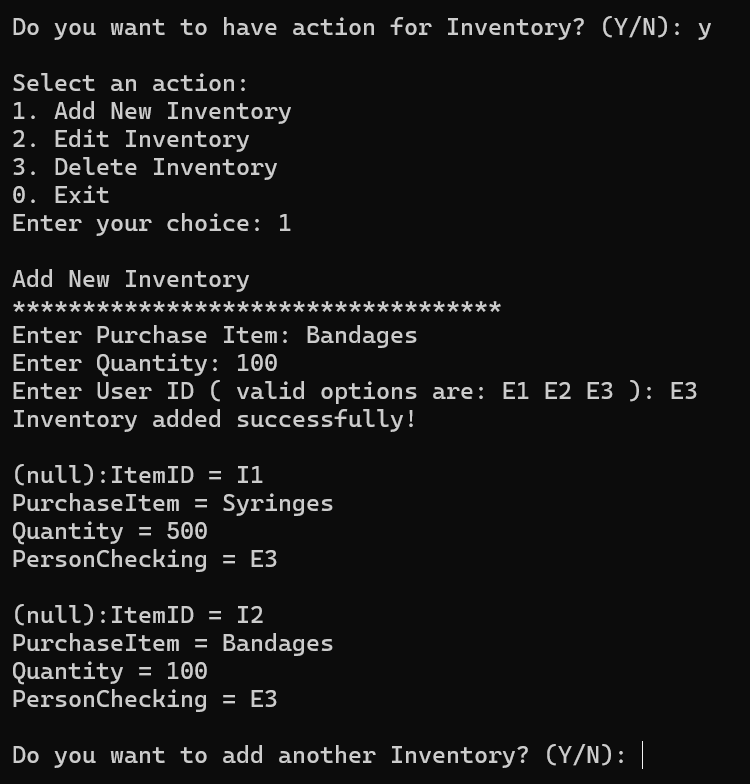 Do you want to have action for Inventory? (Y/N): y
Select an action:
1. Add New Inventory
2. Edit Inventory
3. Delete Inventory
0. Exit
Enter your choice: 1
Add New Inventory
***********************************
Enter Purchase Item: Bandages
Enter Quantity: 100
Enter User ID ( valid options are: E1 E2 E3 ): E3
Inventory added successfully!
(null):ItemID = I1
PurchaseItem = Syringes
Quantity = 500
PersonChecking = E3
(null):ItemID = I2
PurchaseItem = Bandages
Quantity = 100
PersonChecking = E3
Do you want to add another Inventory? (Y/N):